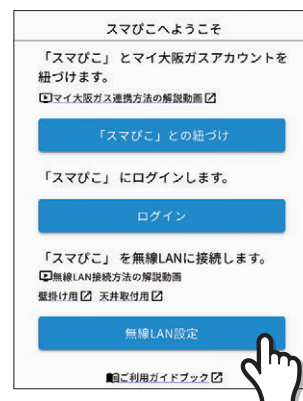 スマぴこへようこそ
「スマぴこ」とマイ大阪ガスアカウントを
紐づけます。
マイ大阪ガス連携方法の解説動画
「スマぴこ」との紐づけ
「スマぴこ」にログインします。
ログイン
「スマぴこ」を無線LANに接続します。
無線LAN接続方法の解説動画
壁掛け用 天井取付用
無線LAN設定
ご利用ガイドブック